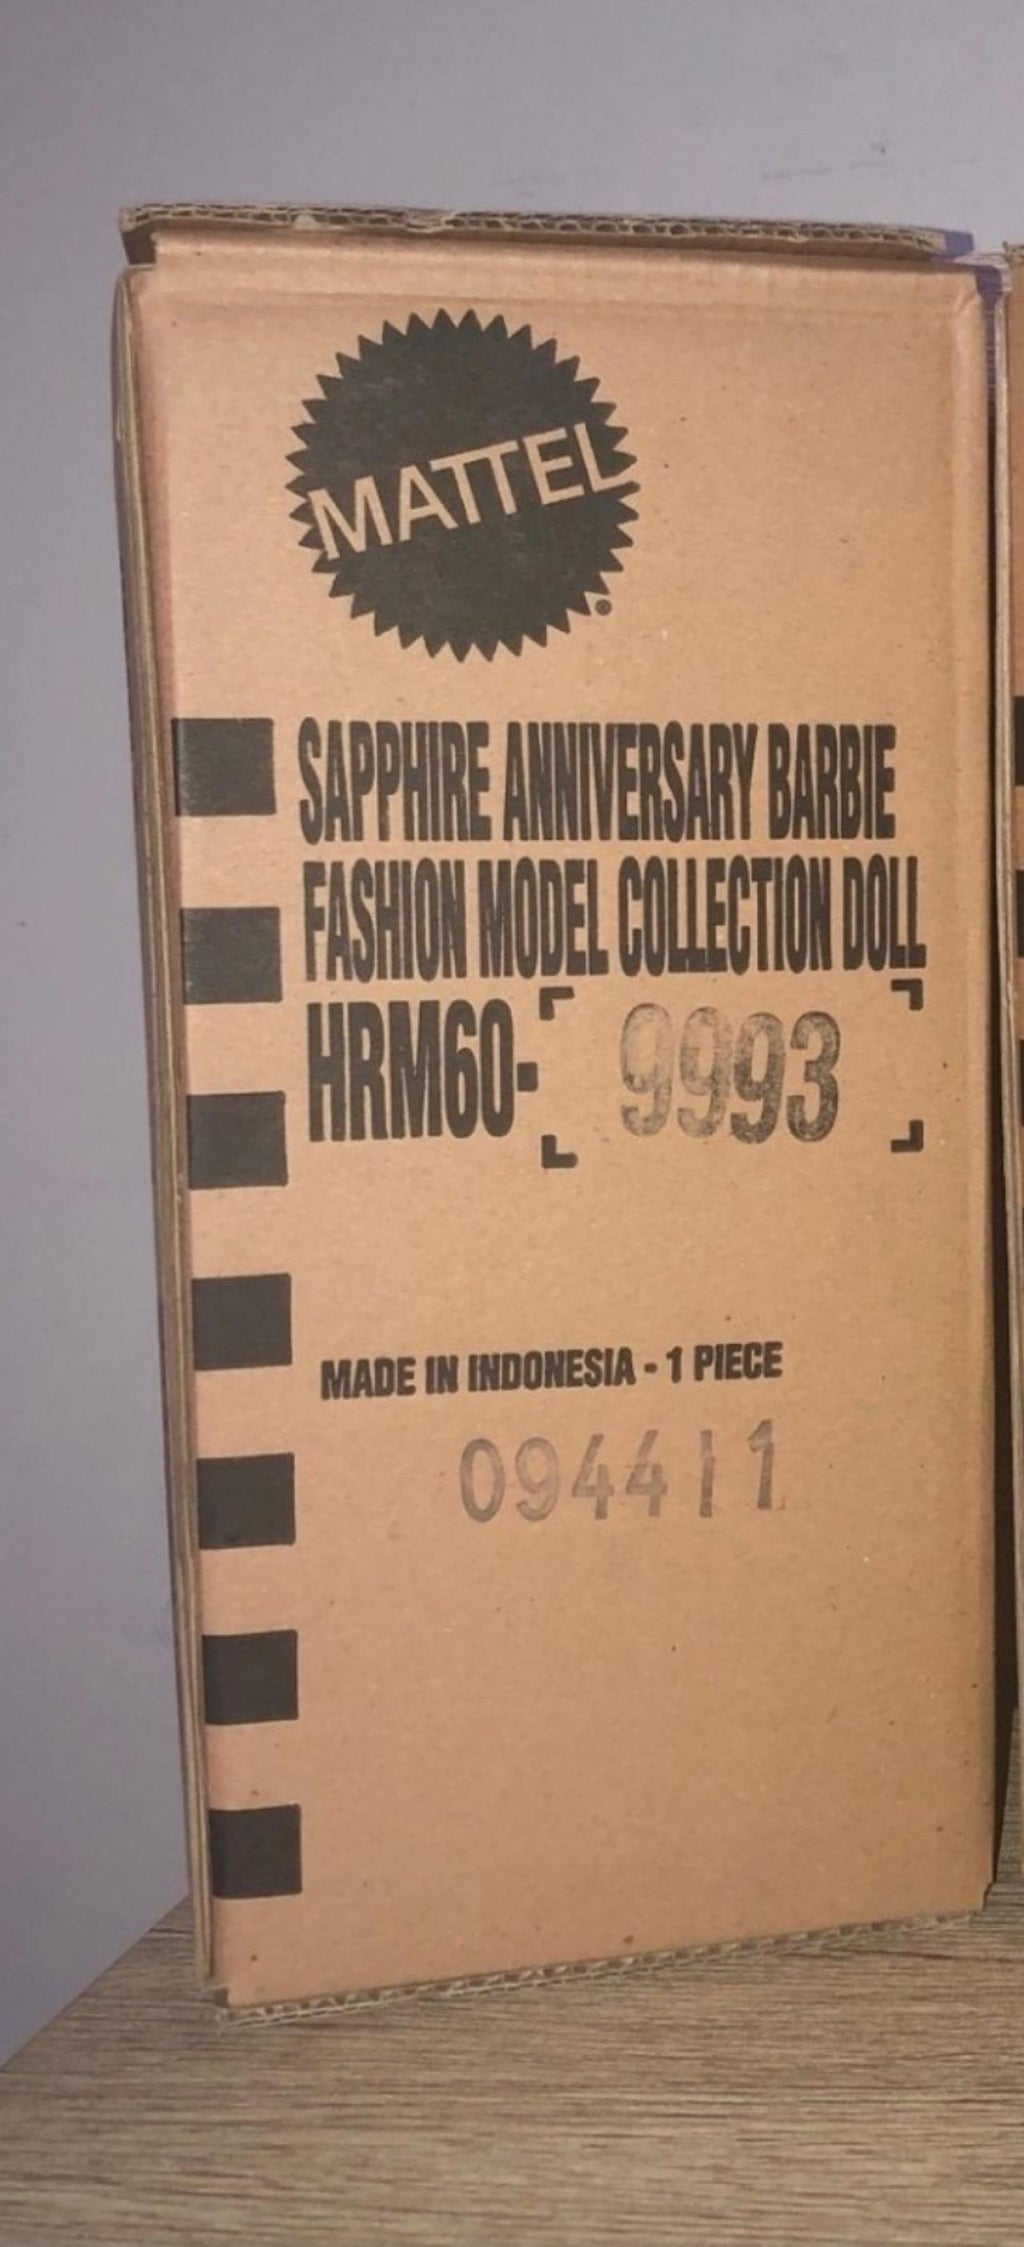 MATTEL
SAPPHIRE ANNIVERSARY BARBIE
FASHION MODEL COLLECTION DOLL
HRM60- 9993
MADE IN INDONESIA - 1 PIECE
094411